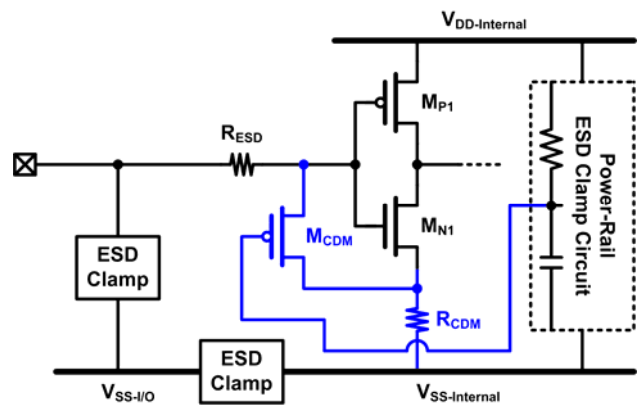 VDD-Internal
MP1
RESD
Power-Rail
ESD Clamp Circuit
MCDM
MN1
ESD
Clamp
RCDM
ESD
Clamp
VSS-I/O
VSS-Internal